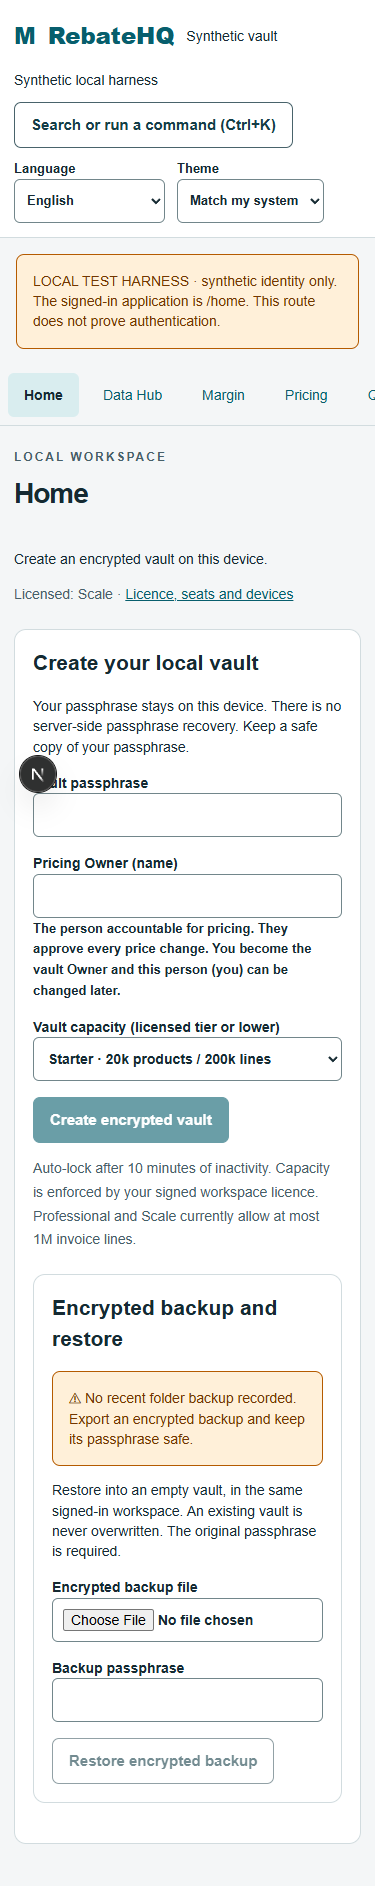 M RebateHQ Synthetic vault
Synthetic local harness
Search or run a command (Ctrl+K)
Language Theme
English Match my system
LOCAL TEST HARNESS · synthetic identity only.
The signed-in application is /home. This route
does not prove authentication.
Home Data Hub Margin Pricing
LOCAL WORKSPACE
Home
Create an encrypted vault on this device.
Licensed: Scale · Licence, seats and devices
Create your local vault
Your passphrase stays on this device. There is no
server-side passphrase recovery. Keep a safe
copy of your passphrase.
N
passphrase
Pricing Owner (name)
The person accountable for pricing. They
approve every price change. You become the
vault Owner and this person (you) can be
changed later.
Vault capacity (licensed tier or lower)
Starter · 20k products / 200k lines
Create encrypted vault
Auto-lock after 10 minutes of inactivity. Capacity
is enforced by your signed workspace licence.
Professional and Scale currently allow at most
1M invoice lines.
Encrypted backup and
restore
⚠ No recent folder backup recorded.
Export an encrypted backup and keep
its passphrase safe.
Restore into an empty vault, in the same
signed-in workspace. An existing vault is
never overwritten. The original passphrase
is required.
Encrypted backup file
Choose File No file chosen
Backup passphrase
Restore encrypted backup